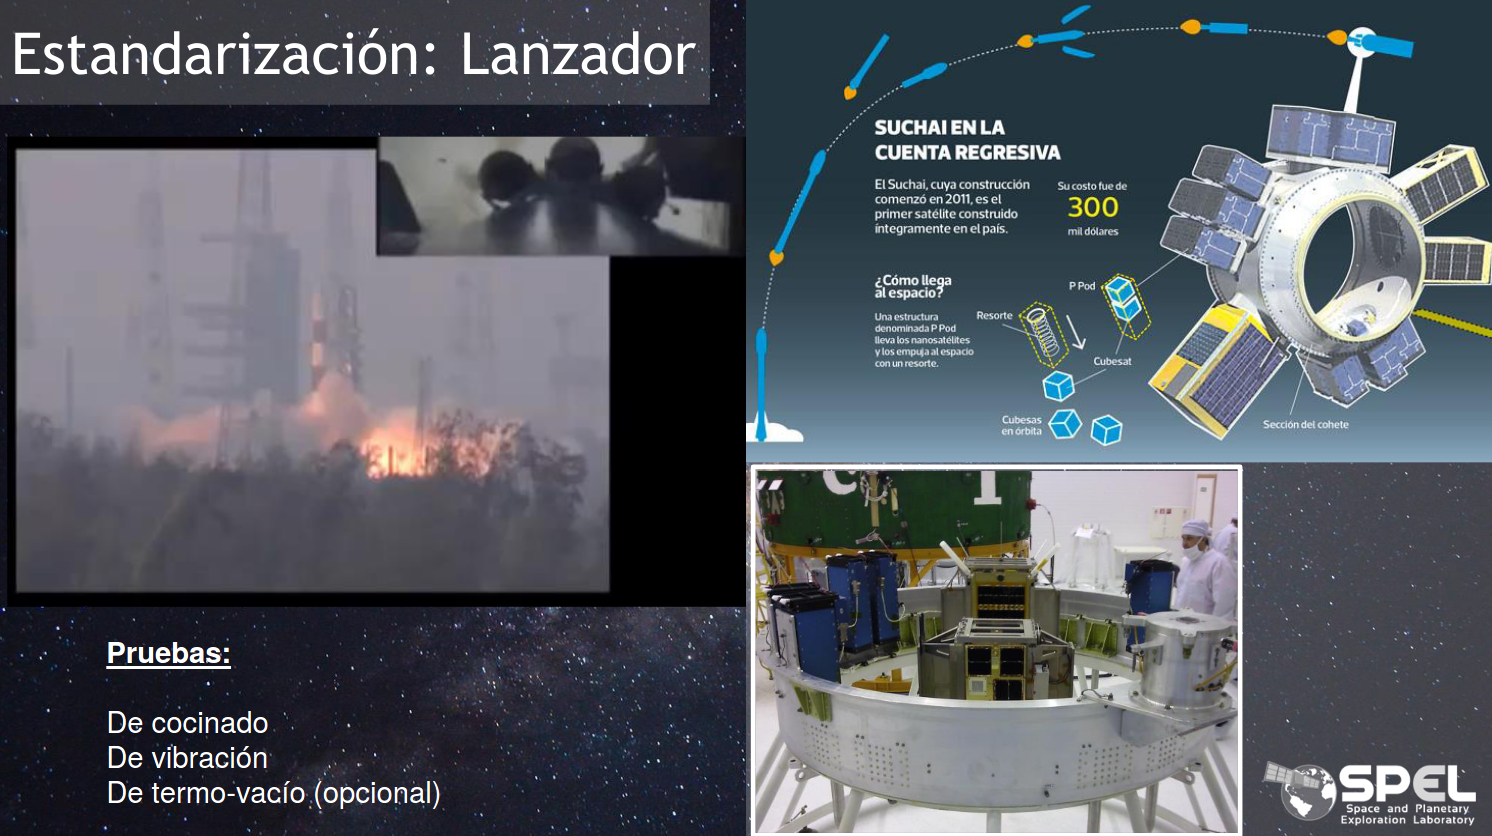 Estandarización: Lanzador
SUCHAI EN LA
CUENTA REGRESIVA
El Suchai, cuya construcción
comenzó en 2011, es el
primer satélite construido
íntegramente en el país.
Su costo fue de
300
mil dólares
¿Cómo llega
al espacio?
Una estructura
denominada P Pod
lleva los nanosatélites
y los empuja al espacio
con un resorte.
Resorte
P Pod
Cubesat
Cubesas
en órbita
Sección del cohete
Pruebas:
De cocinado
De vibración
De termo-vacío (opcional)
SPEL
Space and Planetary
Exploration Laboratory